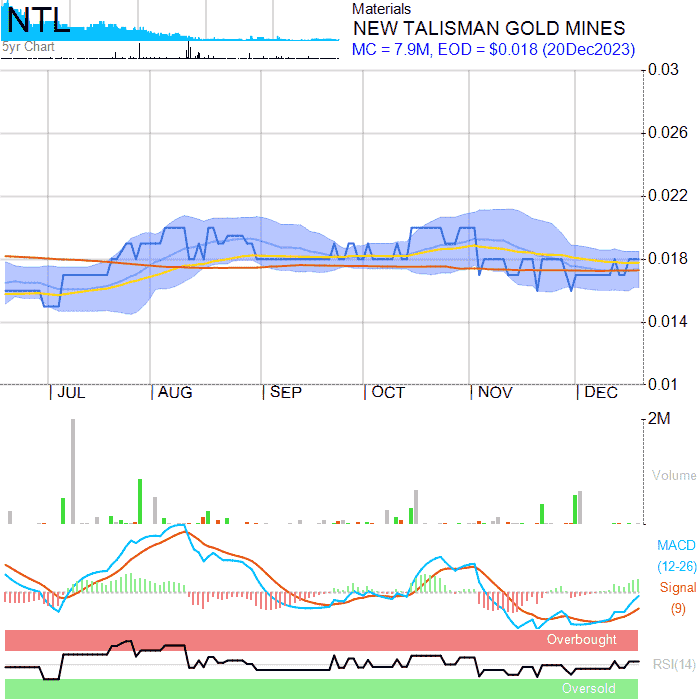 NTL
5yr Chart
Materials
NEW TALISMAN GOLD MINES
MC = 7.9M, EOD = $0.018 (20Dec2023)
0.03
0.026
0.022
0.018
0.014
0.01
JUL AUG SEP OCT NOV DEC
2M
Volume
MACD
(12-26)
Signal
(9)
Overbought
RSI(14)
Oversold